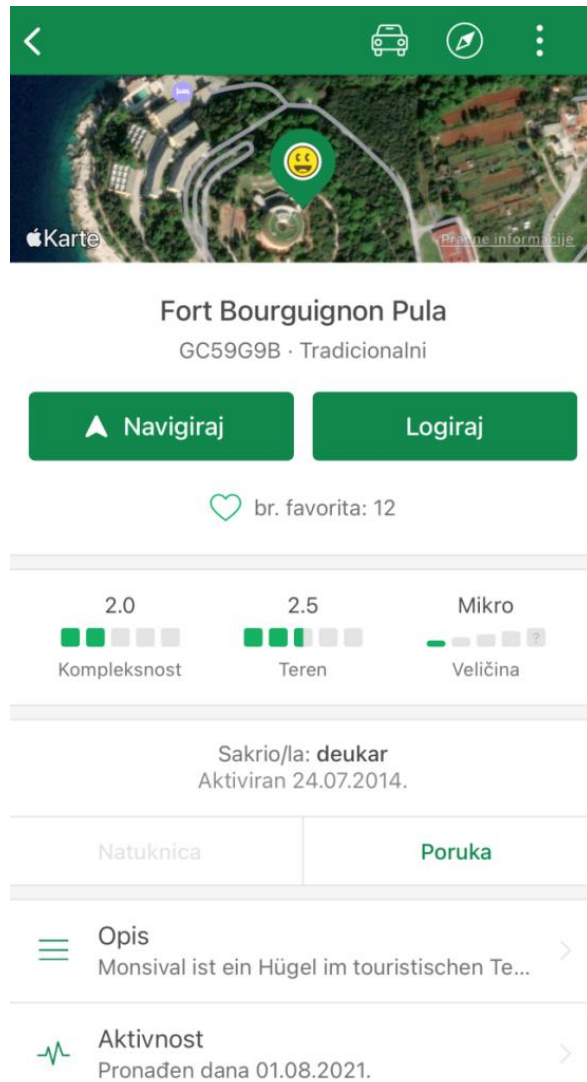 Karte
Pravne informacije
Fort Bourguignon Pula
GC59G9B · Tradicionalni
Navigiraj
Logiraj
br. favorita: 12
2.0
2.5
Mikro
?
Kompleksnost
Teren
Veličina
Sakrio/la: deukar
Aktiviran 24.07.2014.
Natuknica
Poruka
Opis
Monsival ist ein Hügel im touristischen Te...
Aktivnost
Pronađen dana 01.08.2021.